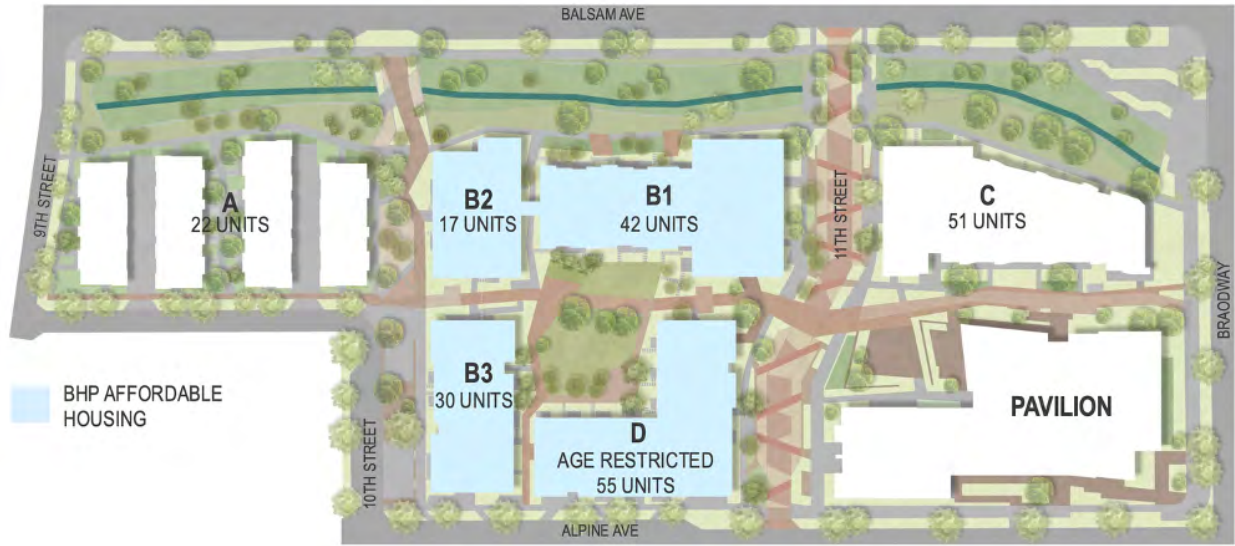 BALSAM AVE
9TH STREET
A
22 UNITS
B2
17 UNITS
B1
42 UNITS
11TH STREET
C
51 UNITS
BRAODWAY
BHP AFFORDABLE
HOUSING
10TH STREET
B3
30 UNITS
D
AGE RESTRICTED
55 UNITS
PAVILION
ALPINE AVE